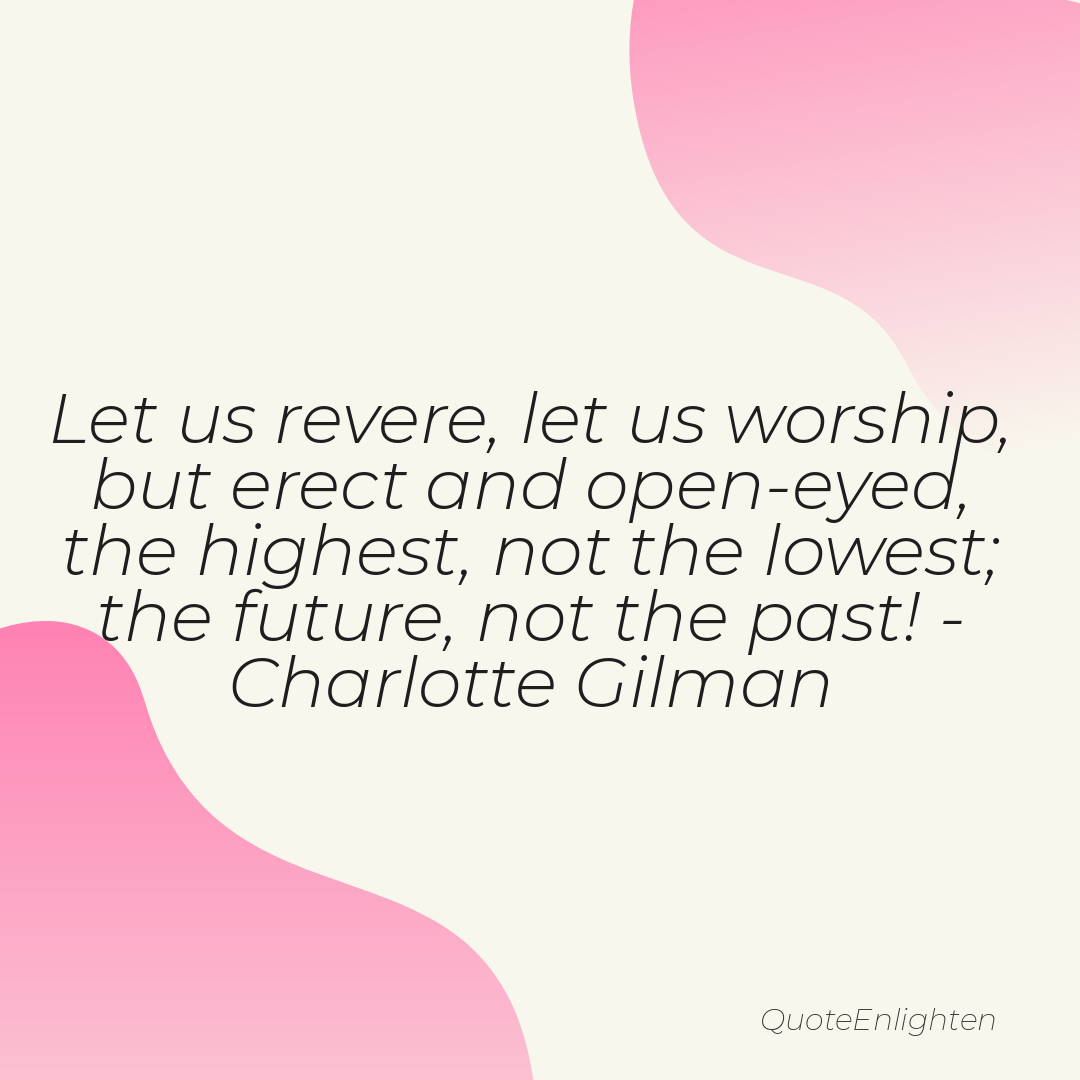 Let us revere, let us worship,
but erect and open-eyed,
the highest, not the lowest;
the future, not the past! -
Charlotte Gilman
QuoteEnlighten